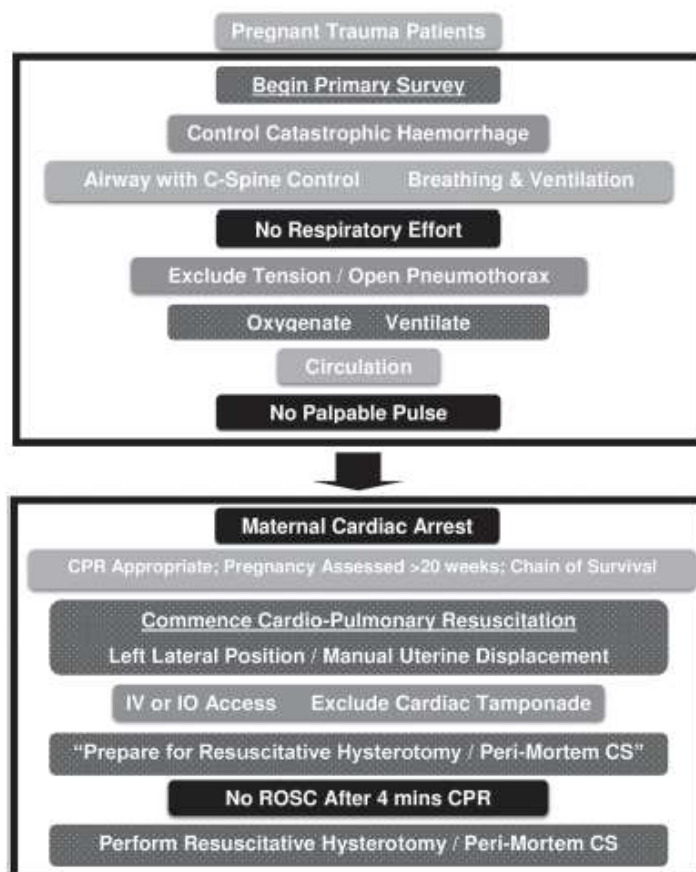 Pregnant Trauma Patients
Begin Primary Survey
Control Catastrophic Haemorrhage
Airway with C-Spine Control Breathing & Ventilation
No Respiratory Effort
Exclude Tension / Open Pneumothorax
Oxygenate Ventilate
Circulation
No Palpable Pulse
Maternal Cardiac Arrest
CPR Appropriate; Pregnancy Assessed >20 weeks; Chain of Survival
Commence Cardio-Pulmonary Resuscitation
Left Lateral Position / Manual Uterine Displacement
IV or IO Access Exclude Cardiac Tamponade
“Prepare for Resuscitative Hysterotomy / Peri-Mortem CS”
No ROSC After 4 mins CPR
Perform Resuscitative Hysterotomy / Peri-Mortem CS